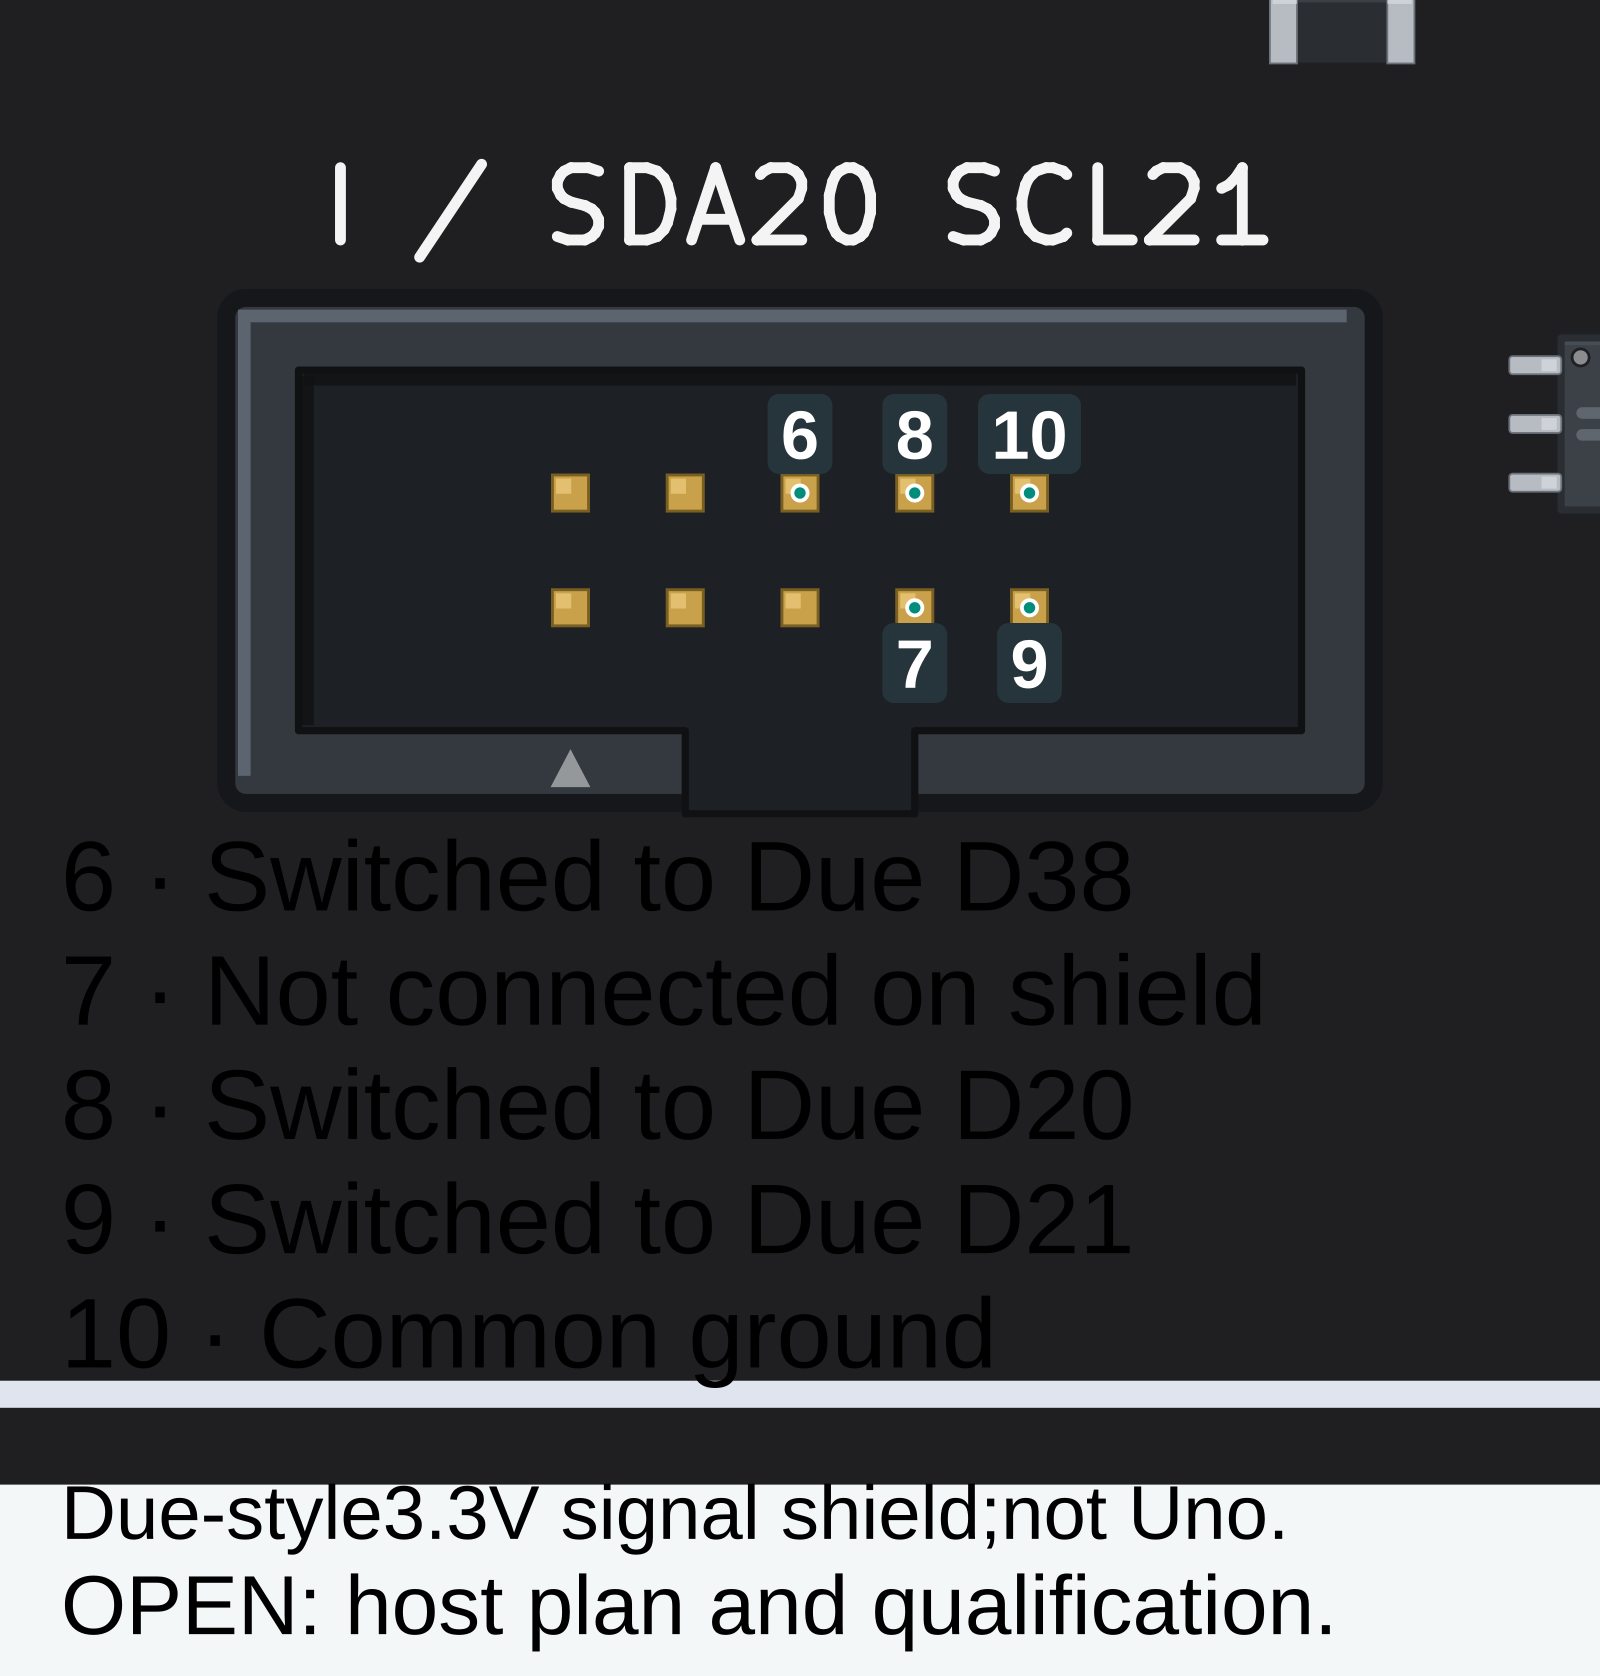 I / SDA20 SCL21
6 8 10
7 9
6 · Switched to Due D38
7 · Not connected on shield
8 · Switched to Due D20
9 · Switched to Due D21
10 · Common ground
Due-style3.3V signal shield;not Uno.
OPEN: host plan and qualification.